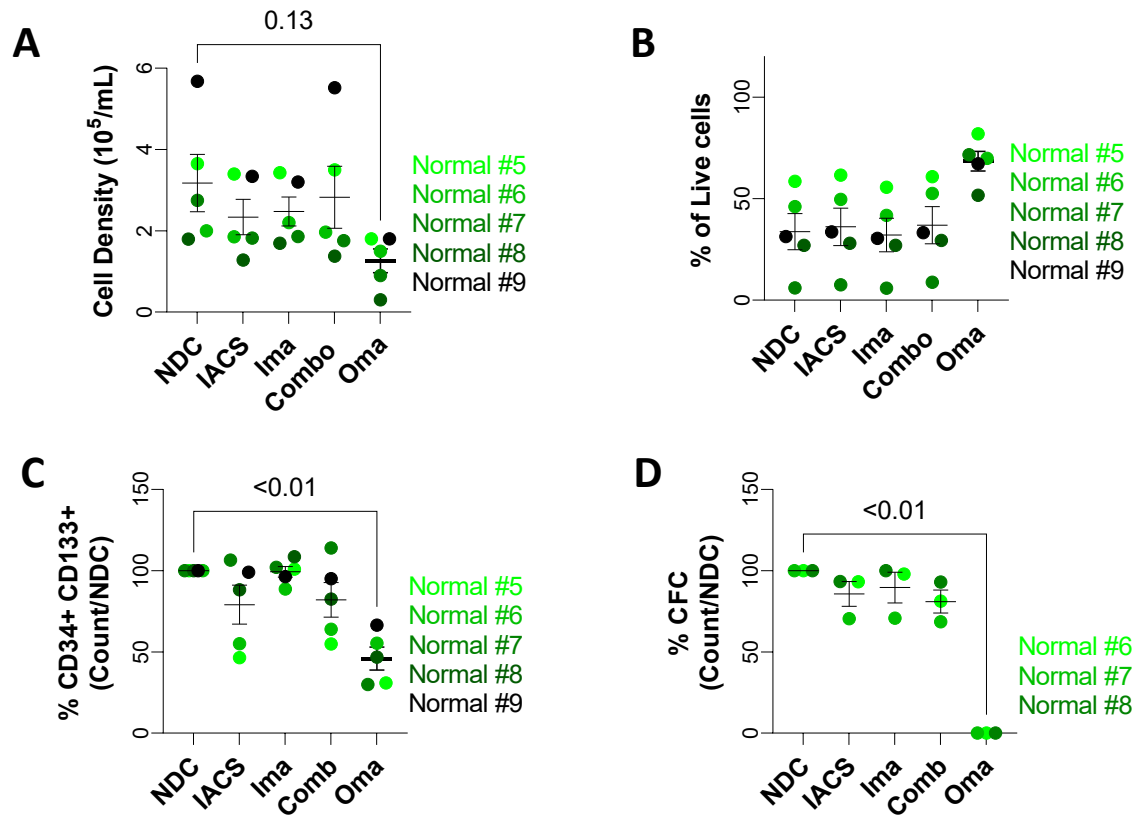 A
0.13
Cell Density (10⁵/mL)
6
4
2
0
NDC
IACS
Ima
Combo
Oma
Normal #5
Normal #6
Normal #7
Normal #8
Normal #9
B
% of Live cells
100
50
0
NDC
IACS
Ima
Combo
Oma
Normal #5
Normal #6
Normal #7
Normal #8
Normal #9
C
<0.01
% CD34+ CD133+
(Count/NDC)
150
100
50
0
NDC
IACS
Ima
Comb
Oma
Normal #5
Normal #6
Normal #7
Normal #8
Normal #9
D
<0.01
% CFC
(Count/NDC)
150
100
50
0
NDC
IACS
Ima
Comb
Oma
Normal #6
Normal #7
Normal #8